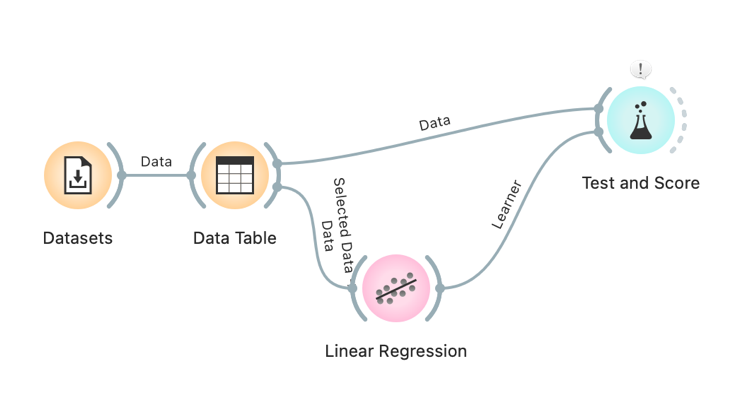 !
Data
Data
Datasets
Data Table
Test and Score
Selected Data
Data
Learner
Linear Regression